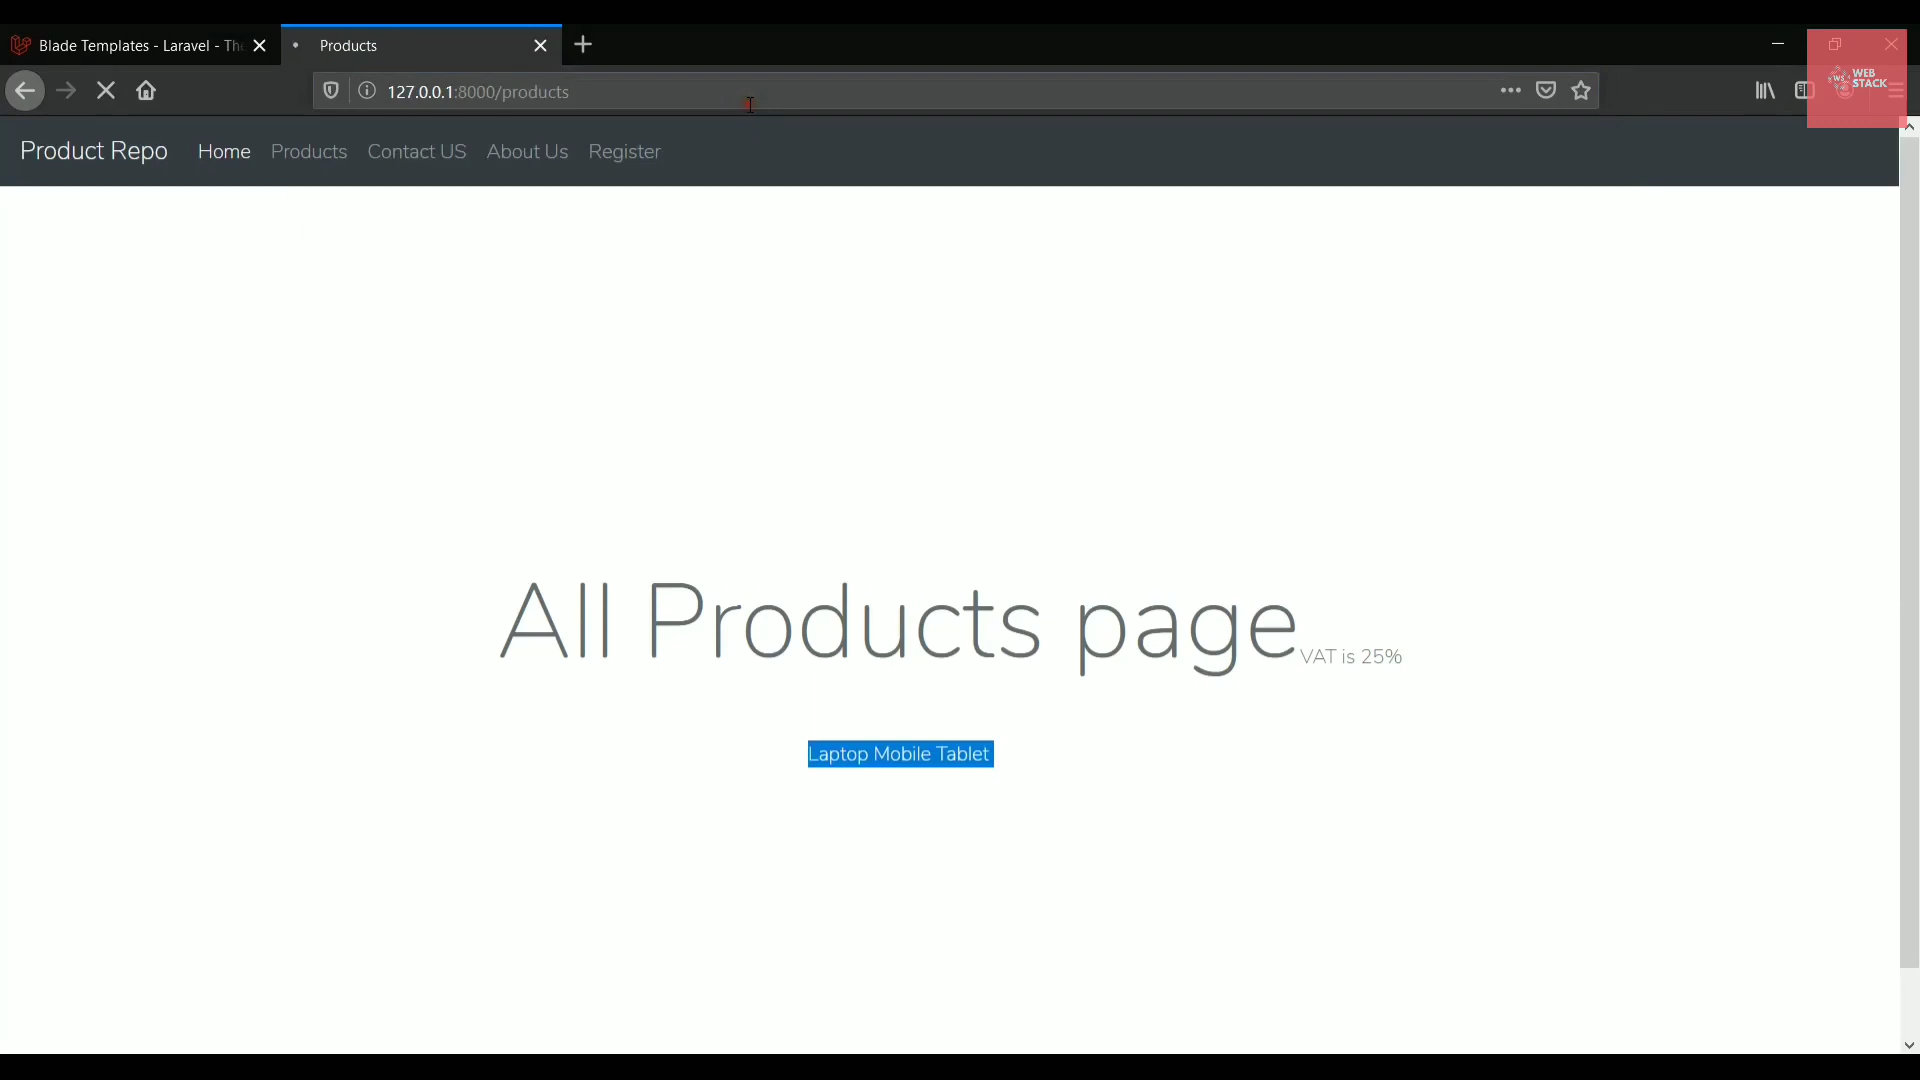 Blade Templates - Laravel - Th
Products
127.0.0.1:8000/products
WS WEB STACK
Product Repo Home Products Contact US About Us Register
All Products page VAT is 25%
Laptop Mobile Tablet